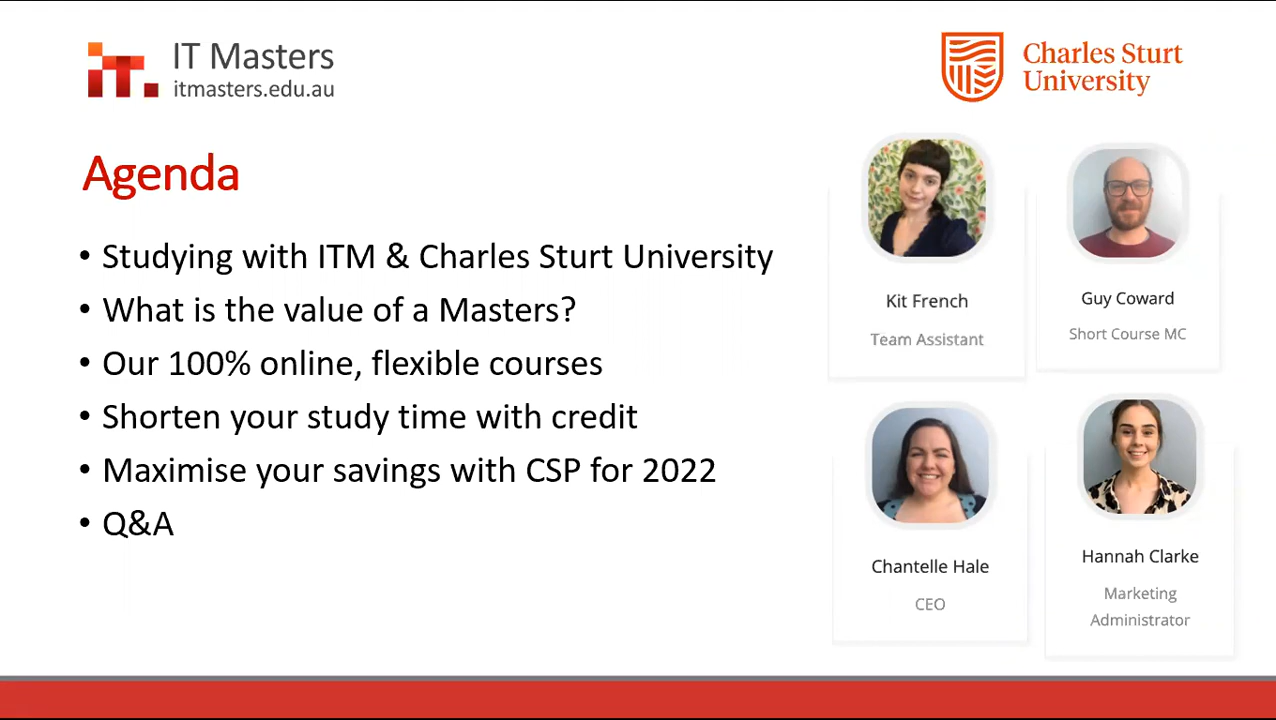 IT Masters
itmasters.edu.au
Charles Sturt
University
Agenda
• Studying with ITM & Charles Sturt University
• What is the value of a Masters?
• Our 100% online, flexible courses
• Shorten your study time with credit
• Maximise your savings with CSP for 2022
• Q&A
Kit French
Team Assistant
Guy Coward
Short Course MC
Chantelle Hale
CEO
Hannah Clarke
Marketing
Administrator